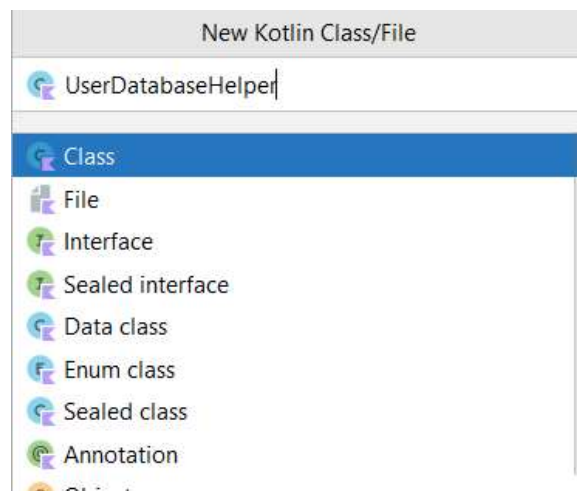 New Kotlin Class/File
UserDatabaseHelper
Class
File
Interface
Sealed interface
Data class
Enum class
Sealed class
Annotation